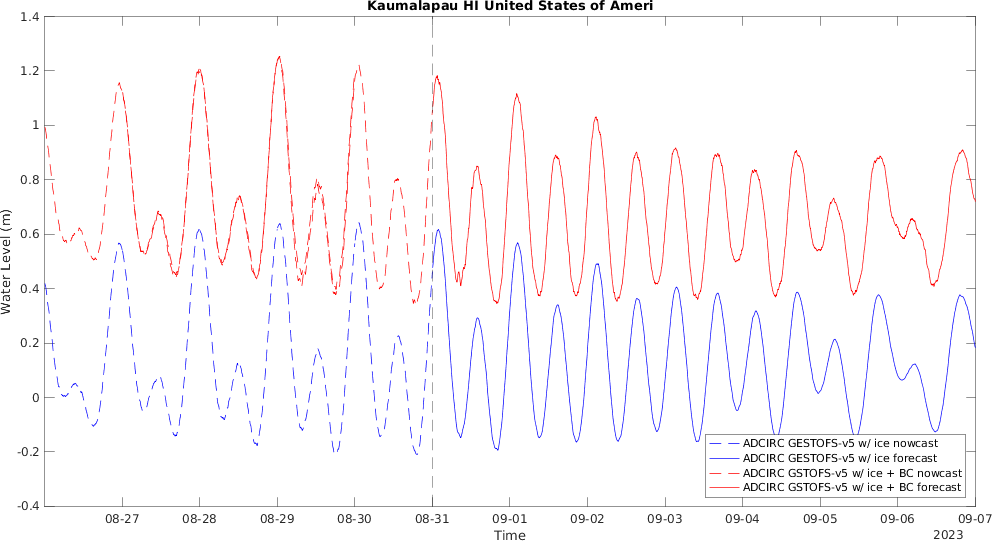 Kaumalapau HI United States of Ameri
1.4
1.2
1
0.8
0.6
0.4
0.2
0
-0.2
-0.4
Water Level (m)
08-27 08-28 08-29 08-30 08-31 09-01 09-02 09-03 09-04 09-05 09-06 09-07
Time
2023
ADCIRC GESTOFS-v5 w/ ice nowcast
ADCIRC GESTOFS-v5 w/ ice forecast
ADCIRC GSTOFS-v5 w/ ice + BC nowcast
ADCIRC GSTOFS-v5 w/ ice + BC forecast